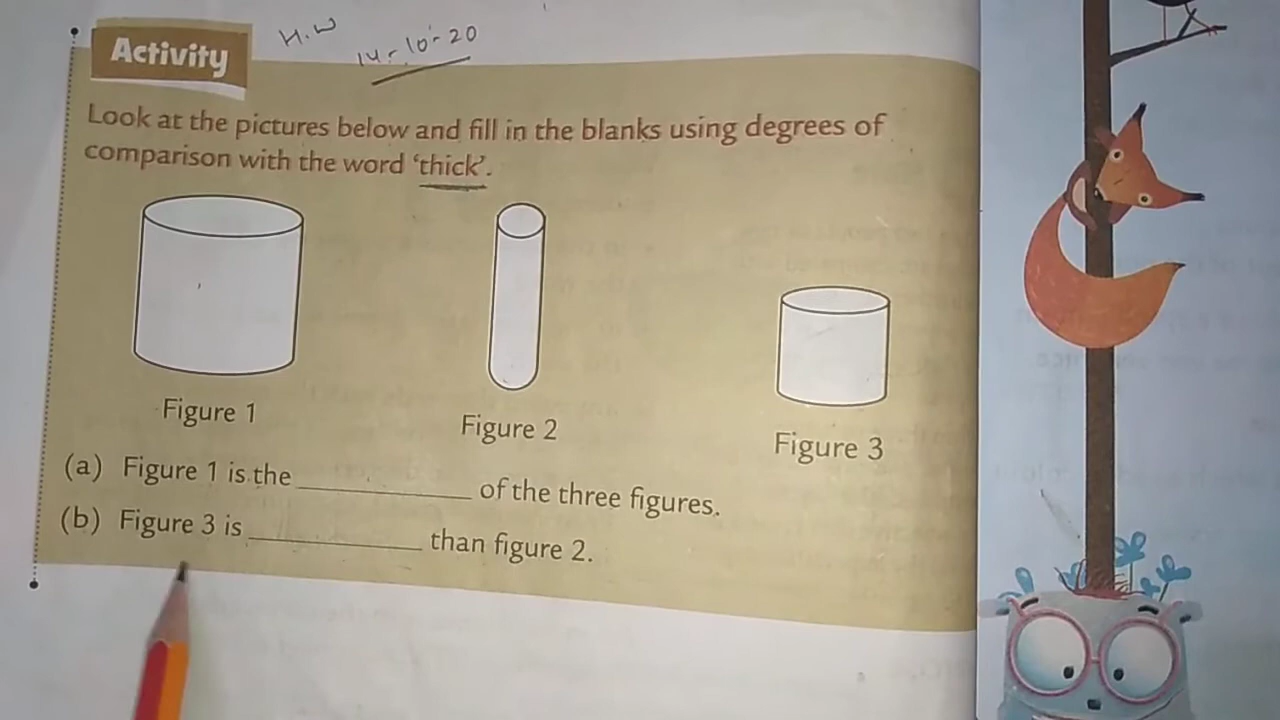 Activity
H.W
14-10-20
Look at the pictures below and fill in the blanks using degrees of
comparison with the word ‘thick’.
Figure 1
Figure 2
Figure 3
(a) Figure 1 is the __________ of the three figures.
(b) Figure 3 is __________ than figure 2.